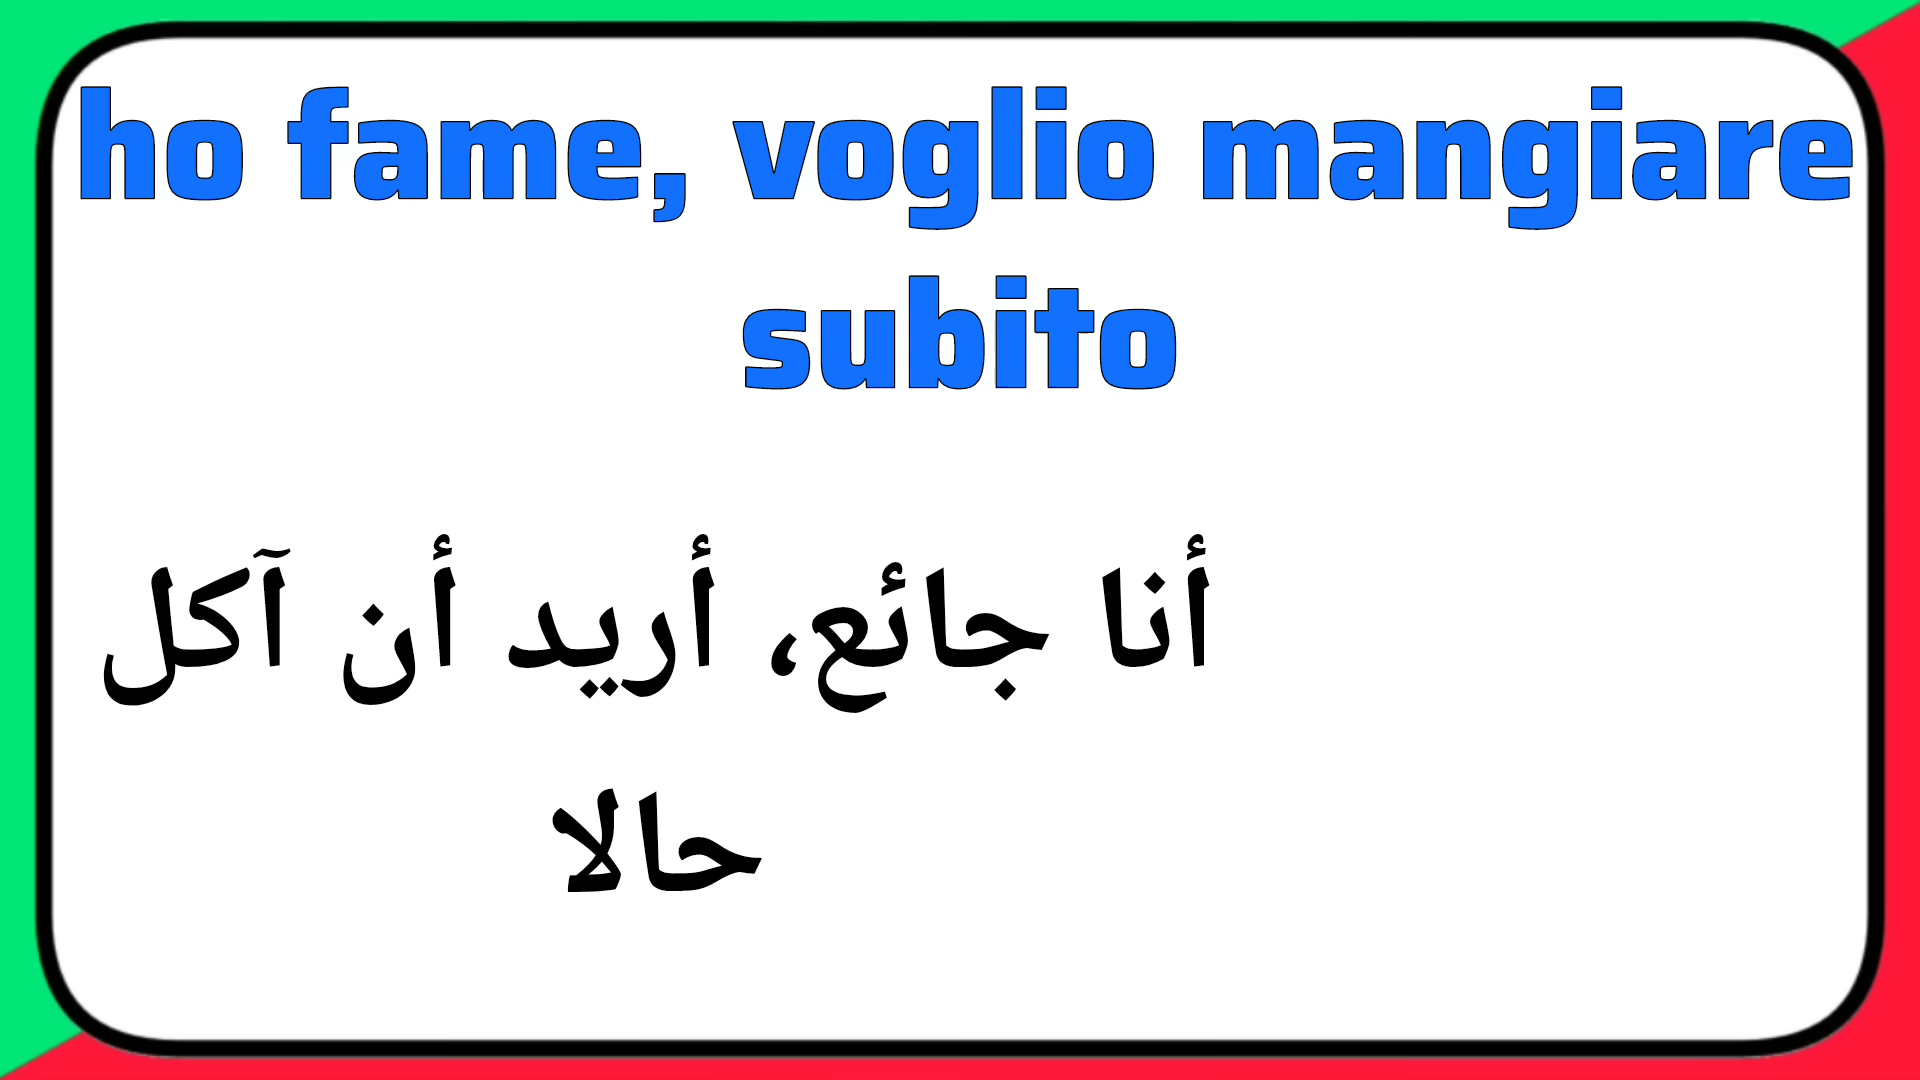 ho fame, voglio mangiare
subito
أنا جائع، أريد أن آكل
حالا